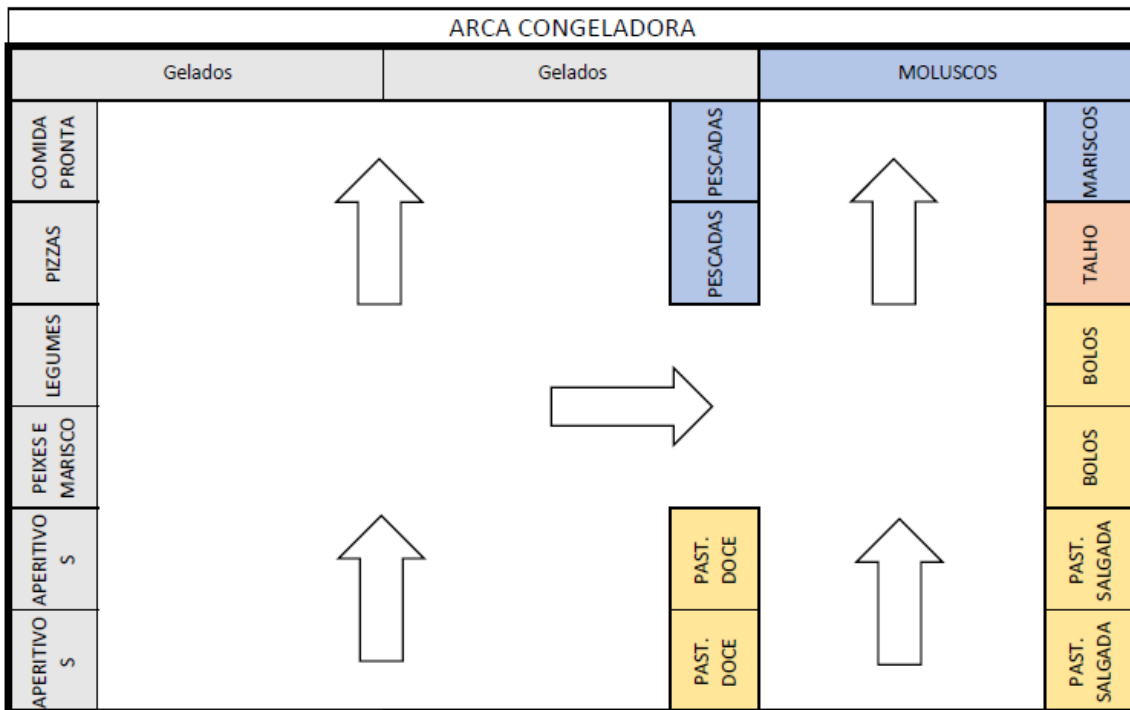 ARCA CONGELADORA
Gelados
Gelados
MOLUSCOS
COMIDA
PRONTA
PESCADAS
MARISCOS
PIZZAS
PESCADAS
TALHO
LEGUMES
BOLOS
PEIXES E
MARISCO
BOLOS
APERITIVO
S
PAST.
DOCE
PAST.
SALGADA
APERITIVO
S
PAST.
DOCE
PAST.
SALGADA